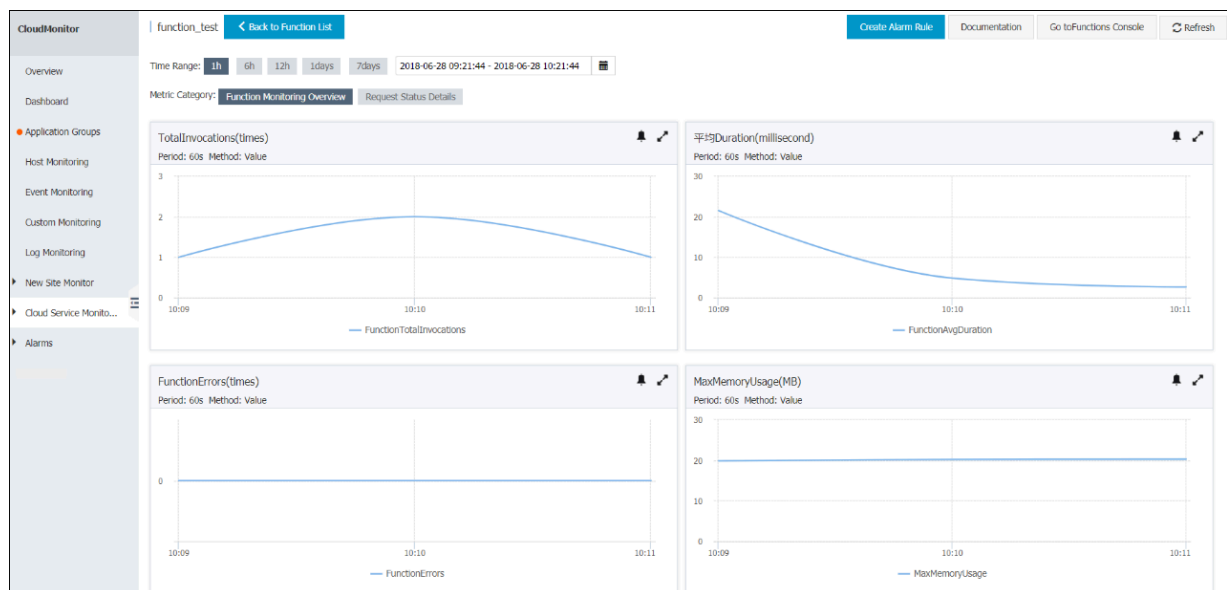 CloudMonitor
function_test
Back to Function List
Create Alarm Rule
Documentation
Go toFunctions Console
Refresh
Overview
Dashboard
Application Groups
Host Monitoring
Event Monitoring
Custom Monitoring
Log Monitoring
New Site Monitor
Cloud Service Monito...
Alarms
Time Range: 1h 6h 12h 1days 7days 2018-06-28 09:21:44 - 2018-06-28 10:21:44
Metric Category: Function Monitoring Overview Request Status Details
TotalInvocations(times)
Period: 60s Method: Value
3
2
1
0
10:09 10:10 10:11
FunctionTotalInvocations
平均Duration(millisecond)
Period: 60s Method: Value
30
20
10
0
10:09 10:10 10:11
FunctionAvgDuration
FunctionErrors(times)
Period: 60s Method: Value
0
10:09 10:10 10:11
FunctionErrors
MaxMemoryUsage(MB)
Period: 60s Method: Value
30
20
10
0
10:09 10:10 10:11
MaxMemoryUsage